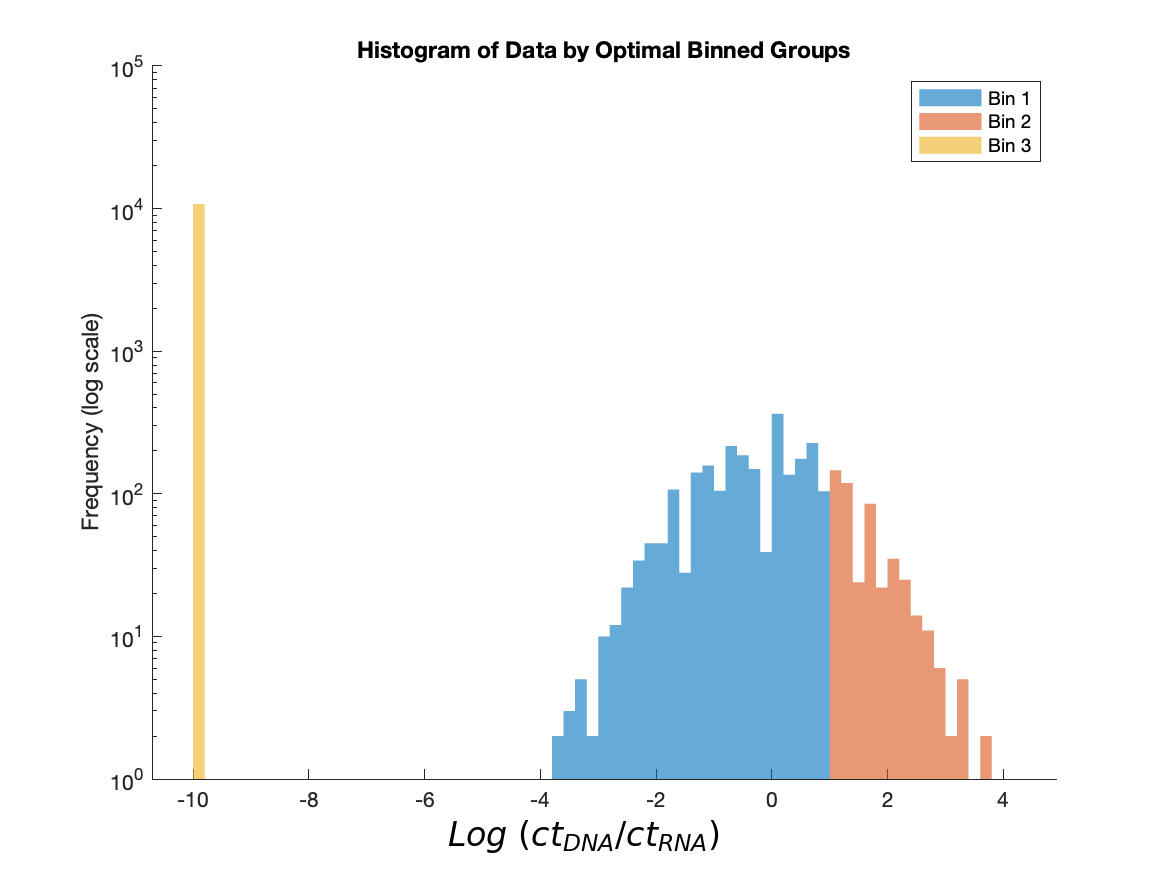 Histogram of Data by Optimal Binned Groups
10^5
10^4
10^3
10^2
10^1
10^0
Frequency (log scale)
Bin 1
Bin 2
Bin 3
-10 -8 -6 -4 -2 0 2 4
Log (ct_DNA/ct_RNA)